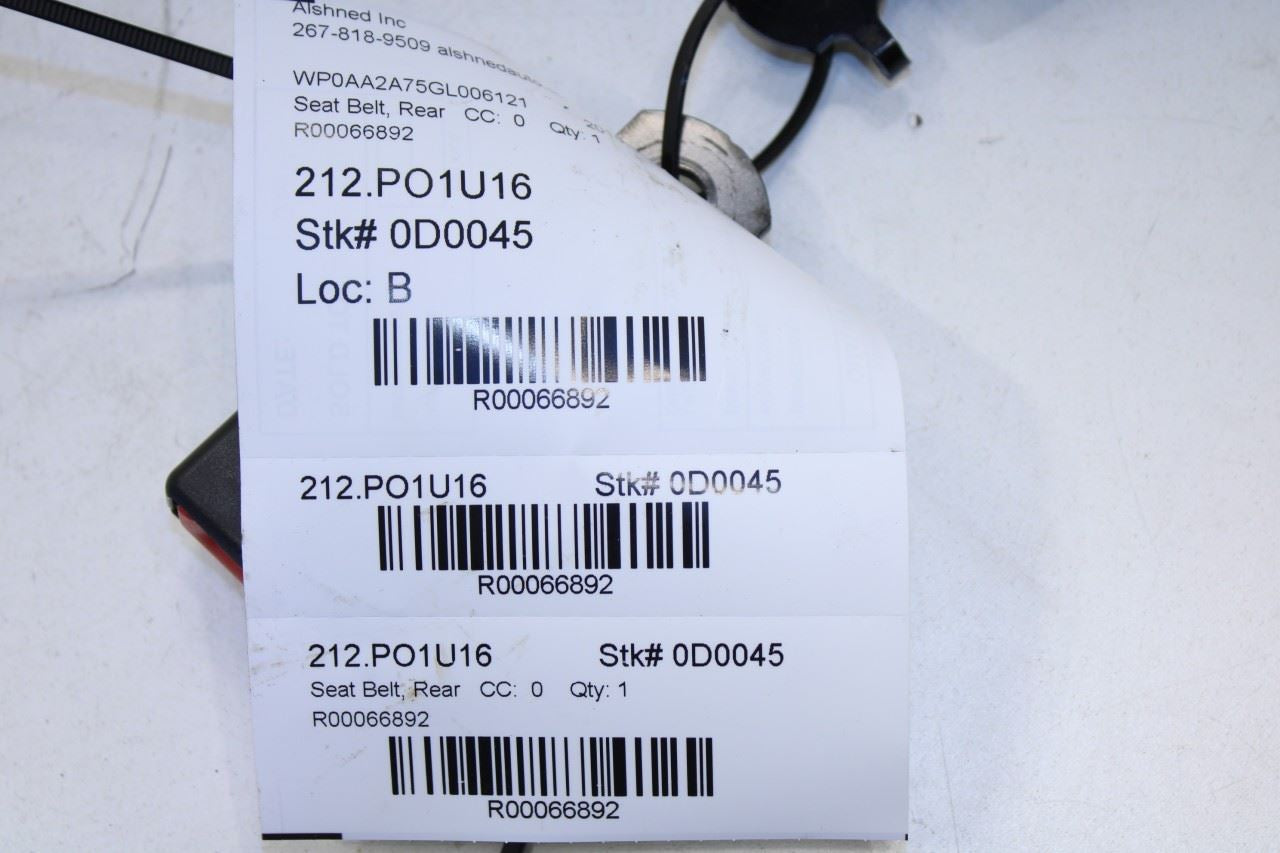 Alshned Inc
267-818-9509 alshnedauto
WP0AA2A75GL006121
Seat Belt, Rear CC: 0 Qty: 1
R00066892
212.PO1U16
Stk# 0D0045
Loc: B
R00066892
212.PO1U16 Stk# 0D0045
R00066892
212.PO1U16 Stk# 0D0045
Seat Belt, Rear CC: 0 Qty: 1
R00066892
R00066892